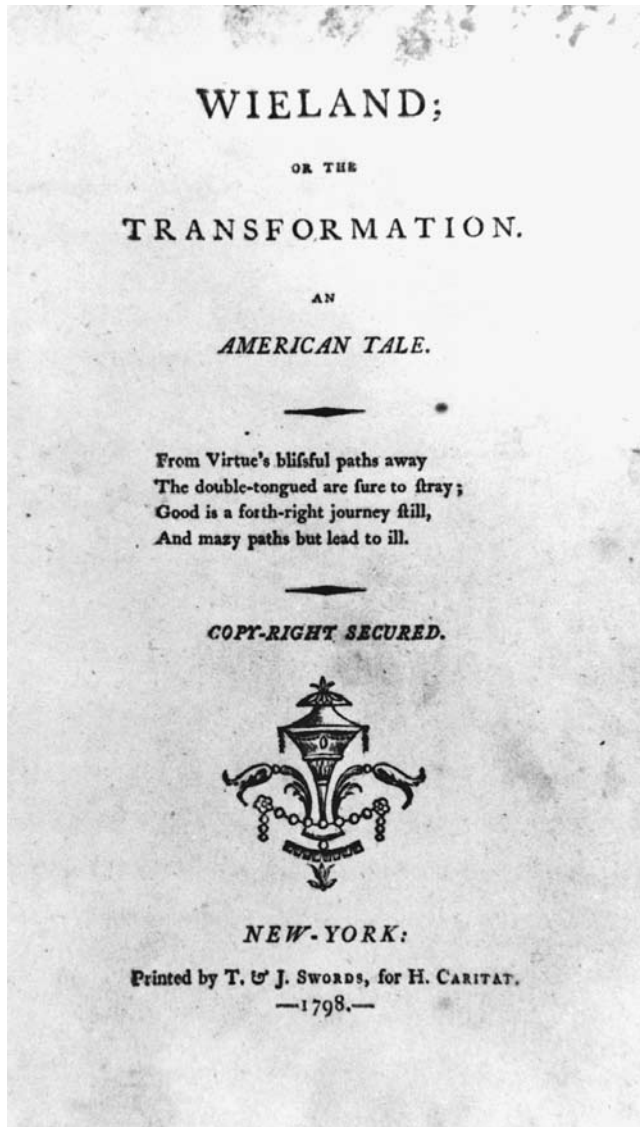 WIELAND;
OR THE
TRANSFORMATION.
AN
AMERICAN TALE.
From Virtue's bliſsful paths away
The double-tongued are ſure to ſtray;
Good is a forth-right journey ſtill,
And mazy paths but lead to ill.
COPY-RIGHT SECURED.
NEW-YORK:
Printed by T. & J. SWORDS, for H. CARITAT.
—1798.—